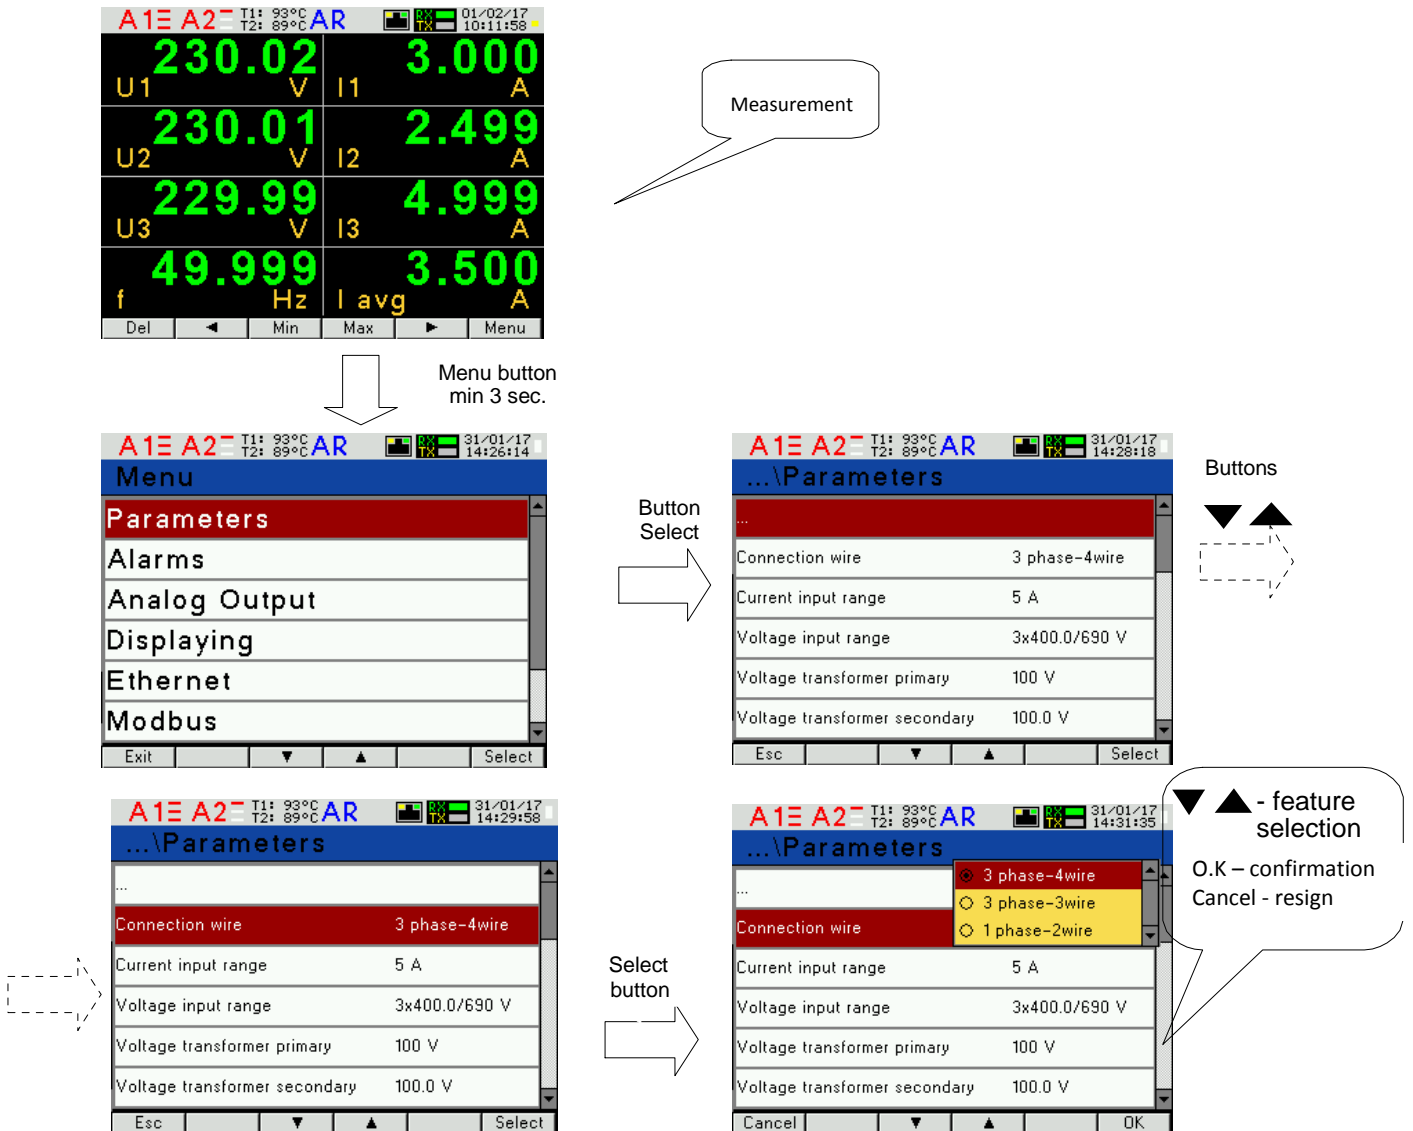 A1 A2 T1: 93°C AR RX 01/02/17
T2: 89°C TX 10:11:58
230.02 3.000
U1 V I1 A
230.01 2.499
U2 V I2 A
229.99 4.999
U3 V I3 A
49.999 3.500
f Hz I avg A
Del ◄ Min Max ► Menu
Measurement
Menu button
min 3 sec.
A1 A2 T1: 93°C AR RX 31/01/17
T2: 89°C TX 14:26:14
Menu
Parameters
Alarms
Analog Output
Displaying
Ethernet
Modbus
Exit ▼ ▲ Select
Button
Select
A1 A2 T1: 93°C AR RX 31/01/17
T2: 89°C TX 14:28:18
...\Parameters
...
Connection wire 3 phase-4wire
Current input range 5 A
Voltage input range 3x400.0/690 V
Voltage transformer primary 100 V
Voltage transformer secondary 100.0 V
Esc ▼ ▲ Select
Buttons
▼ ▲
A1 A2 T1: 93°C AR RX 31/01/17
T2: 89°C TX 14:29:58
...\Parameters
...
Connection wire 3 phase-4wire
Current input range 5 A
Voltage input range 3x400.0/690 V
Voltage transformer primary 100 V
Voltage transformer secondary 100.0 V
Esc ▼ ▲ Select
Select
button
A1 A2 T1: 93°C AR RX 31/01/17
T2: 89°C TX 14:31:35
...\Parameters
...
3 phase-4wire
3 phase-3wire
1 phase-2wire
Connection wire
Current input range 5 A
Voltage input range 3x400.0/690 V
Voltage transformer primary 100 V
Voltage transformer secondary 100.0 V
Cancel ▼ ▲ OK
▼ ▲ - feature
selection
O.K – confirmation
Cancel - resign